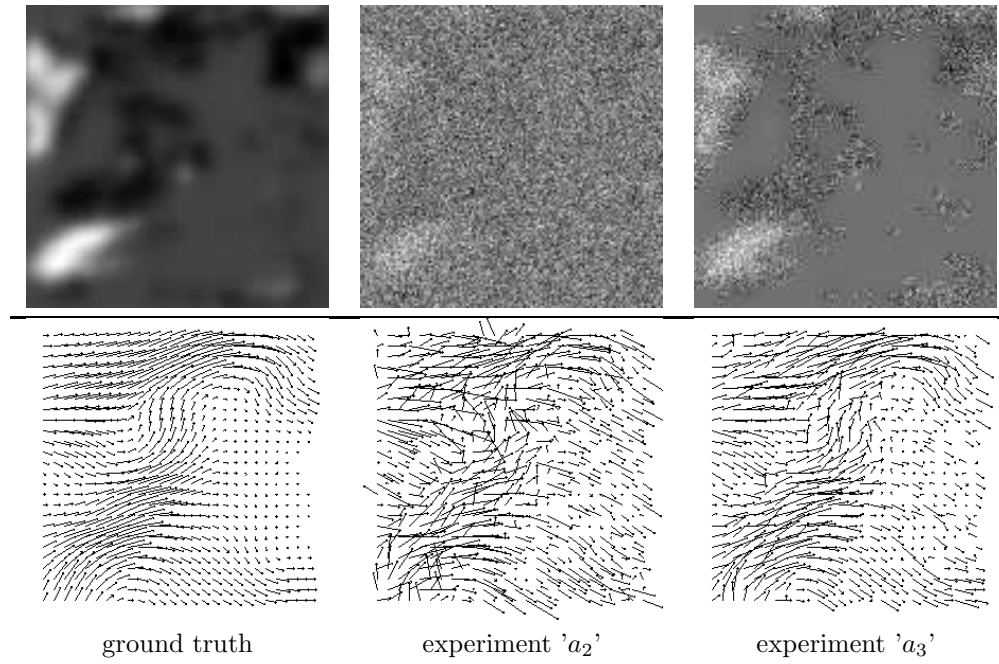 ground truth
experiment ’a₂’
experiment ’a₃’